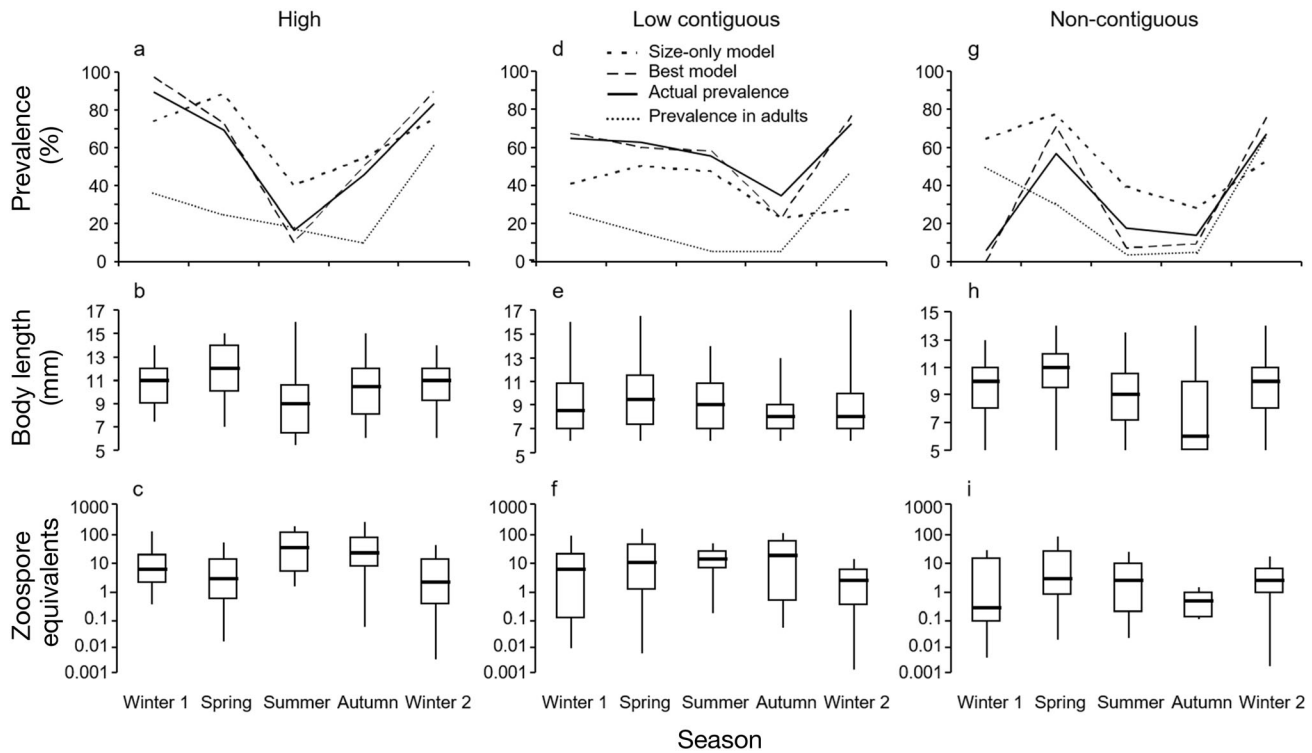 High
Low contiguous
Non-contiguous
a
d
g
Size-only model
Best model
Actual prevalence
Prevalence in adults
Prevalence
(%)
100
80
60
40
20
0
100
80
60
40
20
0
100
80
60
40
20
0
b
e
h
Body length
(mm)
17
15
13
11
9
7
5
17
15
13
11
9
7
5
15
13
11
9
7
5
c
f
i
Zoospore
equivalents
1000
100
10
1
0.1
0.01
0.001
1000
100
10
1
0.1
0.01
0.001
1000
100
10
1
0.1
0.01
0.001
Winter 1 Spring Summer Autumn Winter 2
Winter 1 Spring Summer Autumn Winter 2
Winter 1 Spring Summer Autumn Winter 2
Season